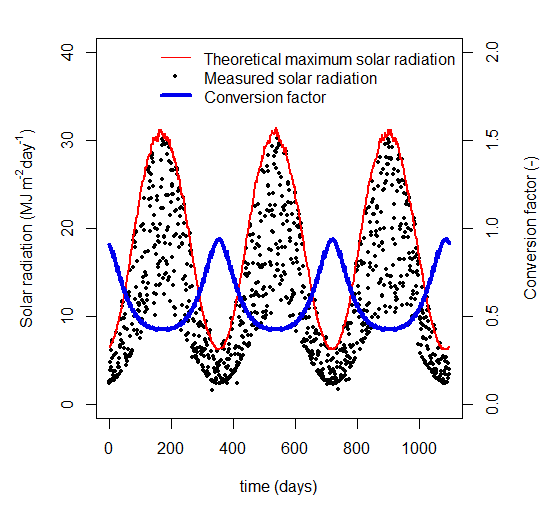 Theoretical maximum solar radiation
Measured solar radiation
Conversion factor
40
30
20
10
0
Solar radiation (MJ m⁻²day⁻¹)
2.0
1.5
1.0
0.5
0.0
Conversion factor (-)
0 200 400 600 800 1000
time (days)